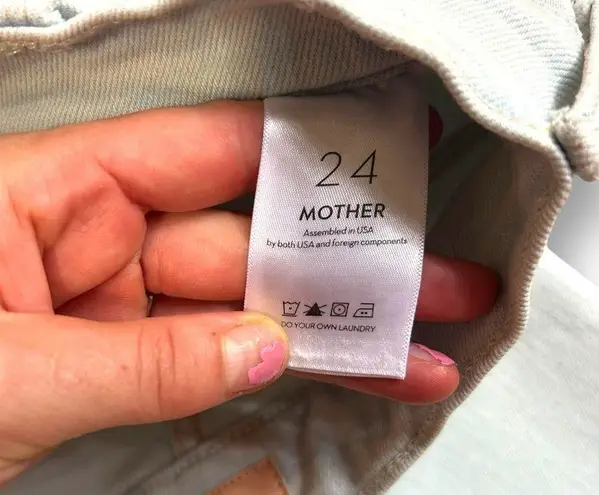 24
MOTHER
Assembled in USA
by both USA and foreign components
DO YOUR OWN LAUNDRY